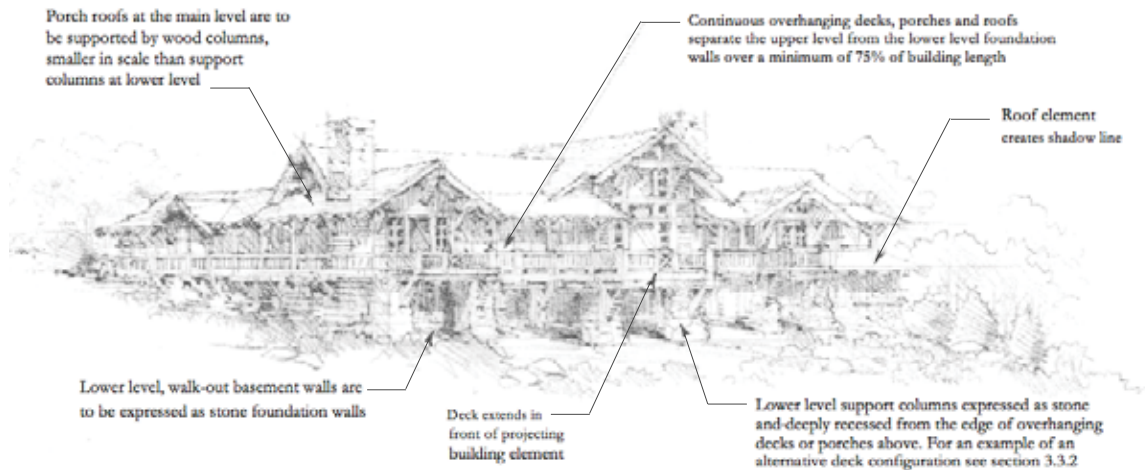 Porch roofs at the main level are to
be supported by wood columns,
smaller in scale than support
columns at lower level
Continuous overhanging decks, porches and roofs
separate the upper level from the lower level foundation
walls over a minimum of 75% of building length
Roof element
creates shadow line
Lower level, walk-out basement walls are
to be expressed as stone foundation walls
Deck extends in
front of projecting
building element
Lower level support columns expressed as stone
and-deeply recessed from the edge of overhanging
decks or porches above. For an example of an
alternative deck configuration see section 3.3.2